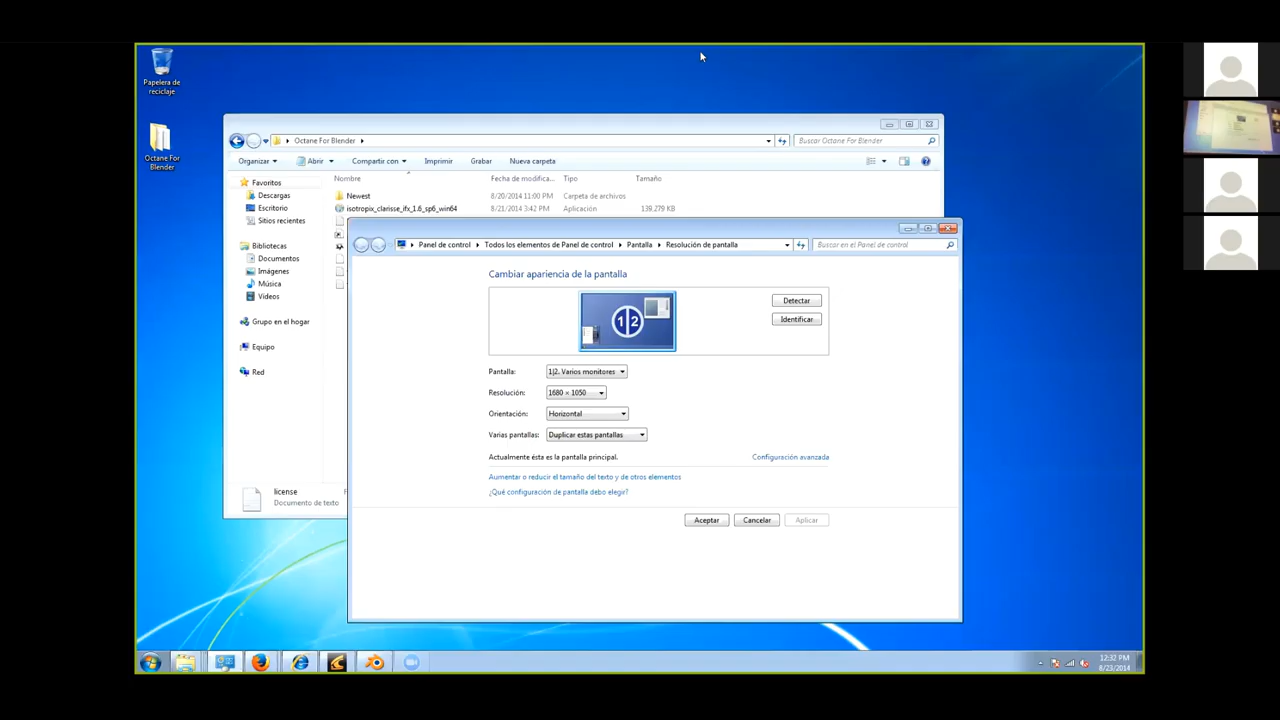 Papelera de
reciclaje
Octane For
Blender
Octane For Blender
Buscar Octane For Blender
Organizar Abrir Compartir con Imprimir Grabar Nueva carpeta
Nombre Fecha de modifica... Tipo Tamaño
Favoritos
Descargas
Escritorio
Sitios recientes
Bibliotecas
Documentos
Imágenes
Música
Vídeos
Grupo en el hogar
Equipo
Red
Newest 8/20/2014 11:00 PM Carpeta de archivos
isotropix_clarisse_ifx_1.6_sp6_win64 8/21/2014 3:42 PM Aplicación 139,279 KB
license
Documento de texto
Panel de control Todos los elementos de Panel de control Pantalla Resolución de pantalla
Buscar en el Panel de control
Cambiar apariencia de la pantalla
1|2
Detectar
Identificar
Pantalla: 1|2. Varios monitores
Resolución: 1680 × 1050
Orientación: Horizontal
Varias pantallas: Duplicar estas pantallas
Actualmente ésta es la pantalla principal. Configuración avanzada
Aumentar o reducir el tamaño del texto y de otros elementos
¿Qué configuración de pantalla debo elegir?
Aceptar Cancelar Aplicar
12:32 PM
8/23/2014